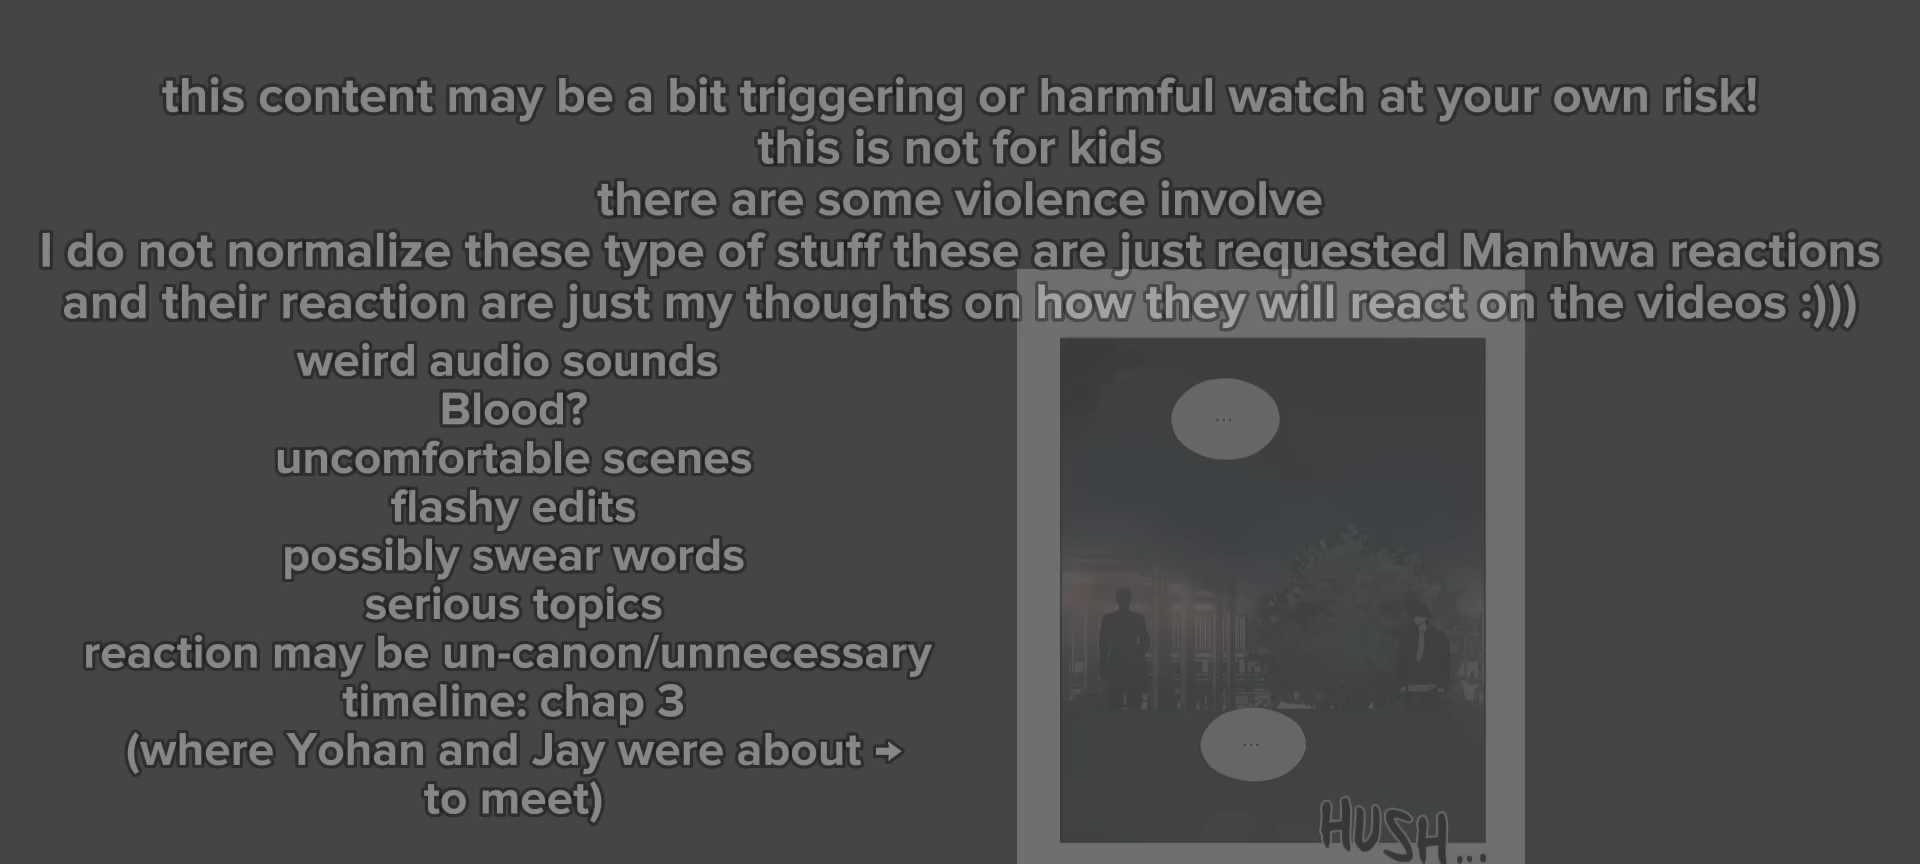 this content may be a bit triggering or harmful watch at your own risk!
this is not for kids
there are some violence involve
I do not normalize these type of stuff these are just requested Manhwa reactions
and their reaction are just my thoughts on how they will react on the videos :)))
weird audio sounds
Blood?
uncomfortable scenes
flashy edits
possibly swear words
serious topics
reaction may be un-canon/unnecessary
timeline: chap 3
(where Yohan and Jay were about →
to meet)
...
...
HUSH...